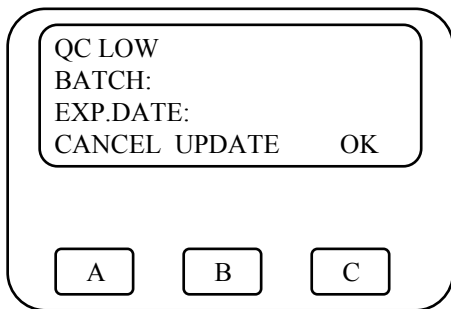 QC LOW
BATCH:
EXP.DATE:
CANCEL UPDATE OK
A B C